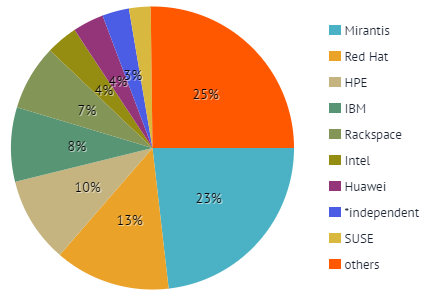 25%
23%
13%
10%
8%
7%
4%
4%
3%
Mirantis
Red Hat
HPE
IBM
Rackspace
Intel
Huawei
*independent
SUSE
others